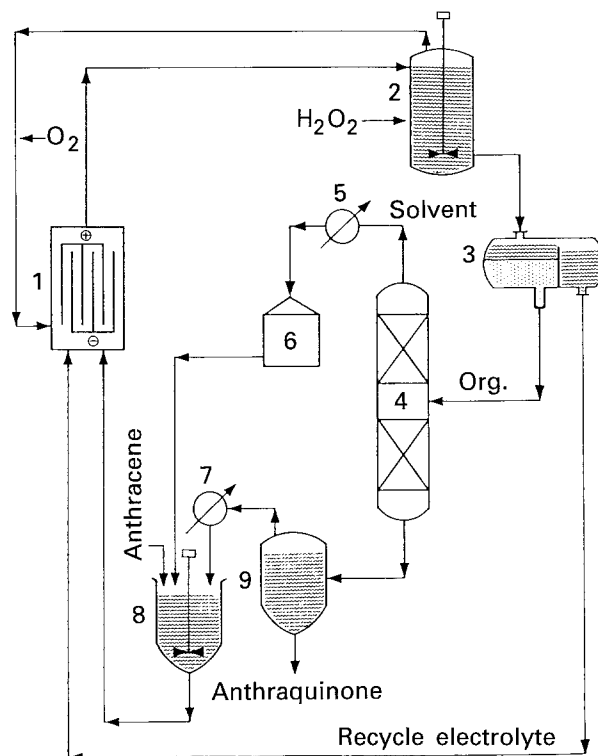 2
H₂O₂
O₂
5
Solvent
3
1
⊕
⊖
6
4
Org.
7
Anthracene
9
8
Anthraquinone
Recycle electrolyte